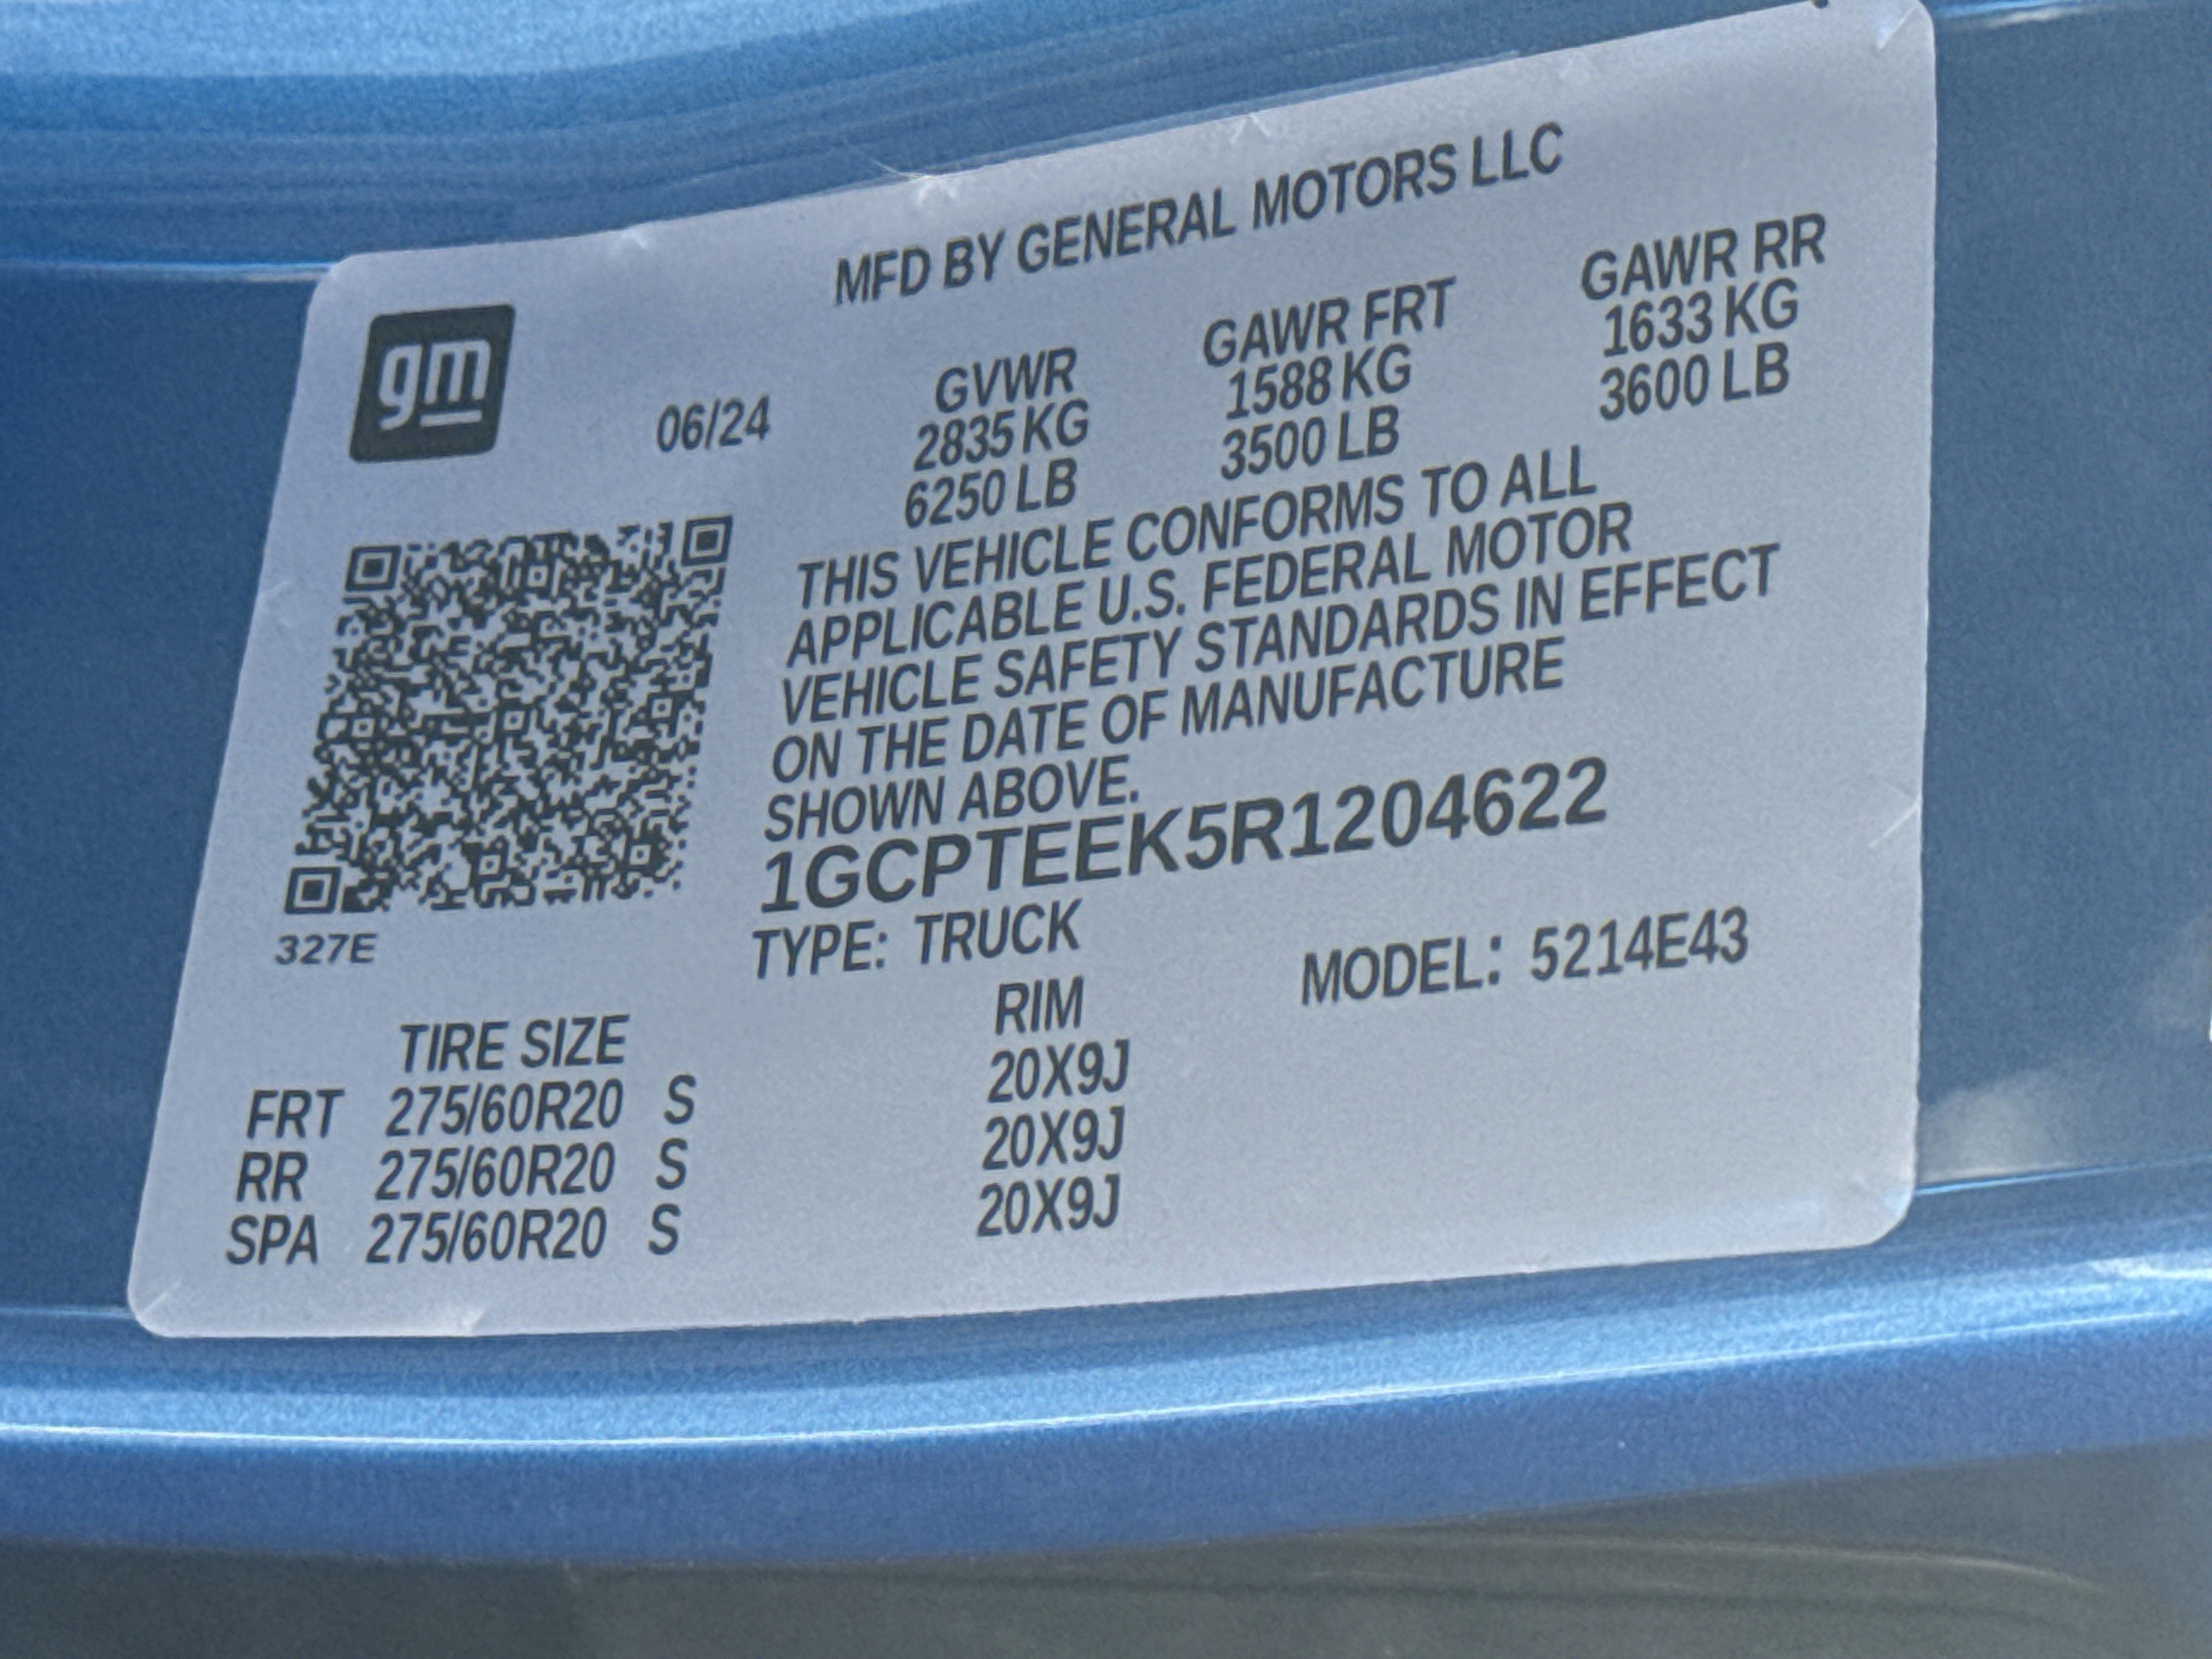 MFD BY GENERAL MOTORS LLC
gm
06/24
GVWR GAWR FRT GAWR RR
2835 KG 1588 KG 1633 KG
6250 LB 3500 LB 3600 LB
THIS VEHICLE CONFORMS TO ALL
APPLICABLE U.S. FEDERAL MOTOR
VEHICLE SAFETY STANDARDS IN EFFECT
ON THE DATE OF MANUFACTURE
SHOWN ABOVE.
1GCPTEEK5R1204622
327E
TYPE: TRUCK MODEL: 5214E43
TIRE SIZE RIM
FRT 275/60R20 S 20X9J
RR 275/60R20 S 20X9J
SPA 275/60R20 S 20X9J